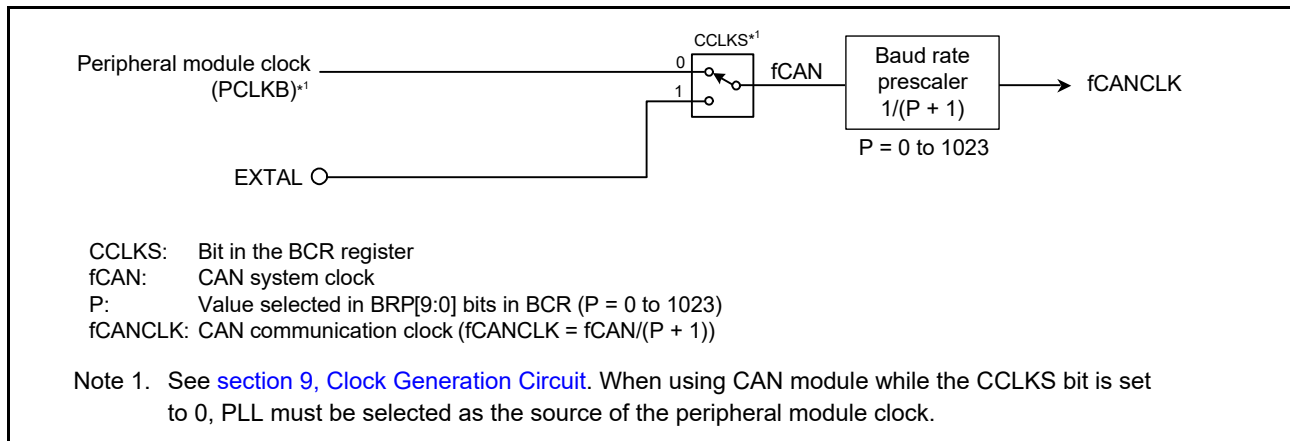 CCLKS*1
Peripheral module clock
(PCLKB)*1
0
1
fCAN
Baud rate
prescaler
1/(P + 1)
fCANCLK
P = 0 to 1023
EXTAL
CCLKS: Bit in the BCR register
fCAN: CAN system clock
P: Value selected in BRP[9:0] bits in BCR (P = 0 to 1023)
fCANCLK: CAN communication clock (fCANCLK = fCAN/(P + 1))
Note 1. See section 9, Clock Generation Circuit. When using CAN module while the CCLKS bit is set
to 0, PLL must be selected as the source of the peripheral module clock.